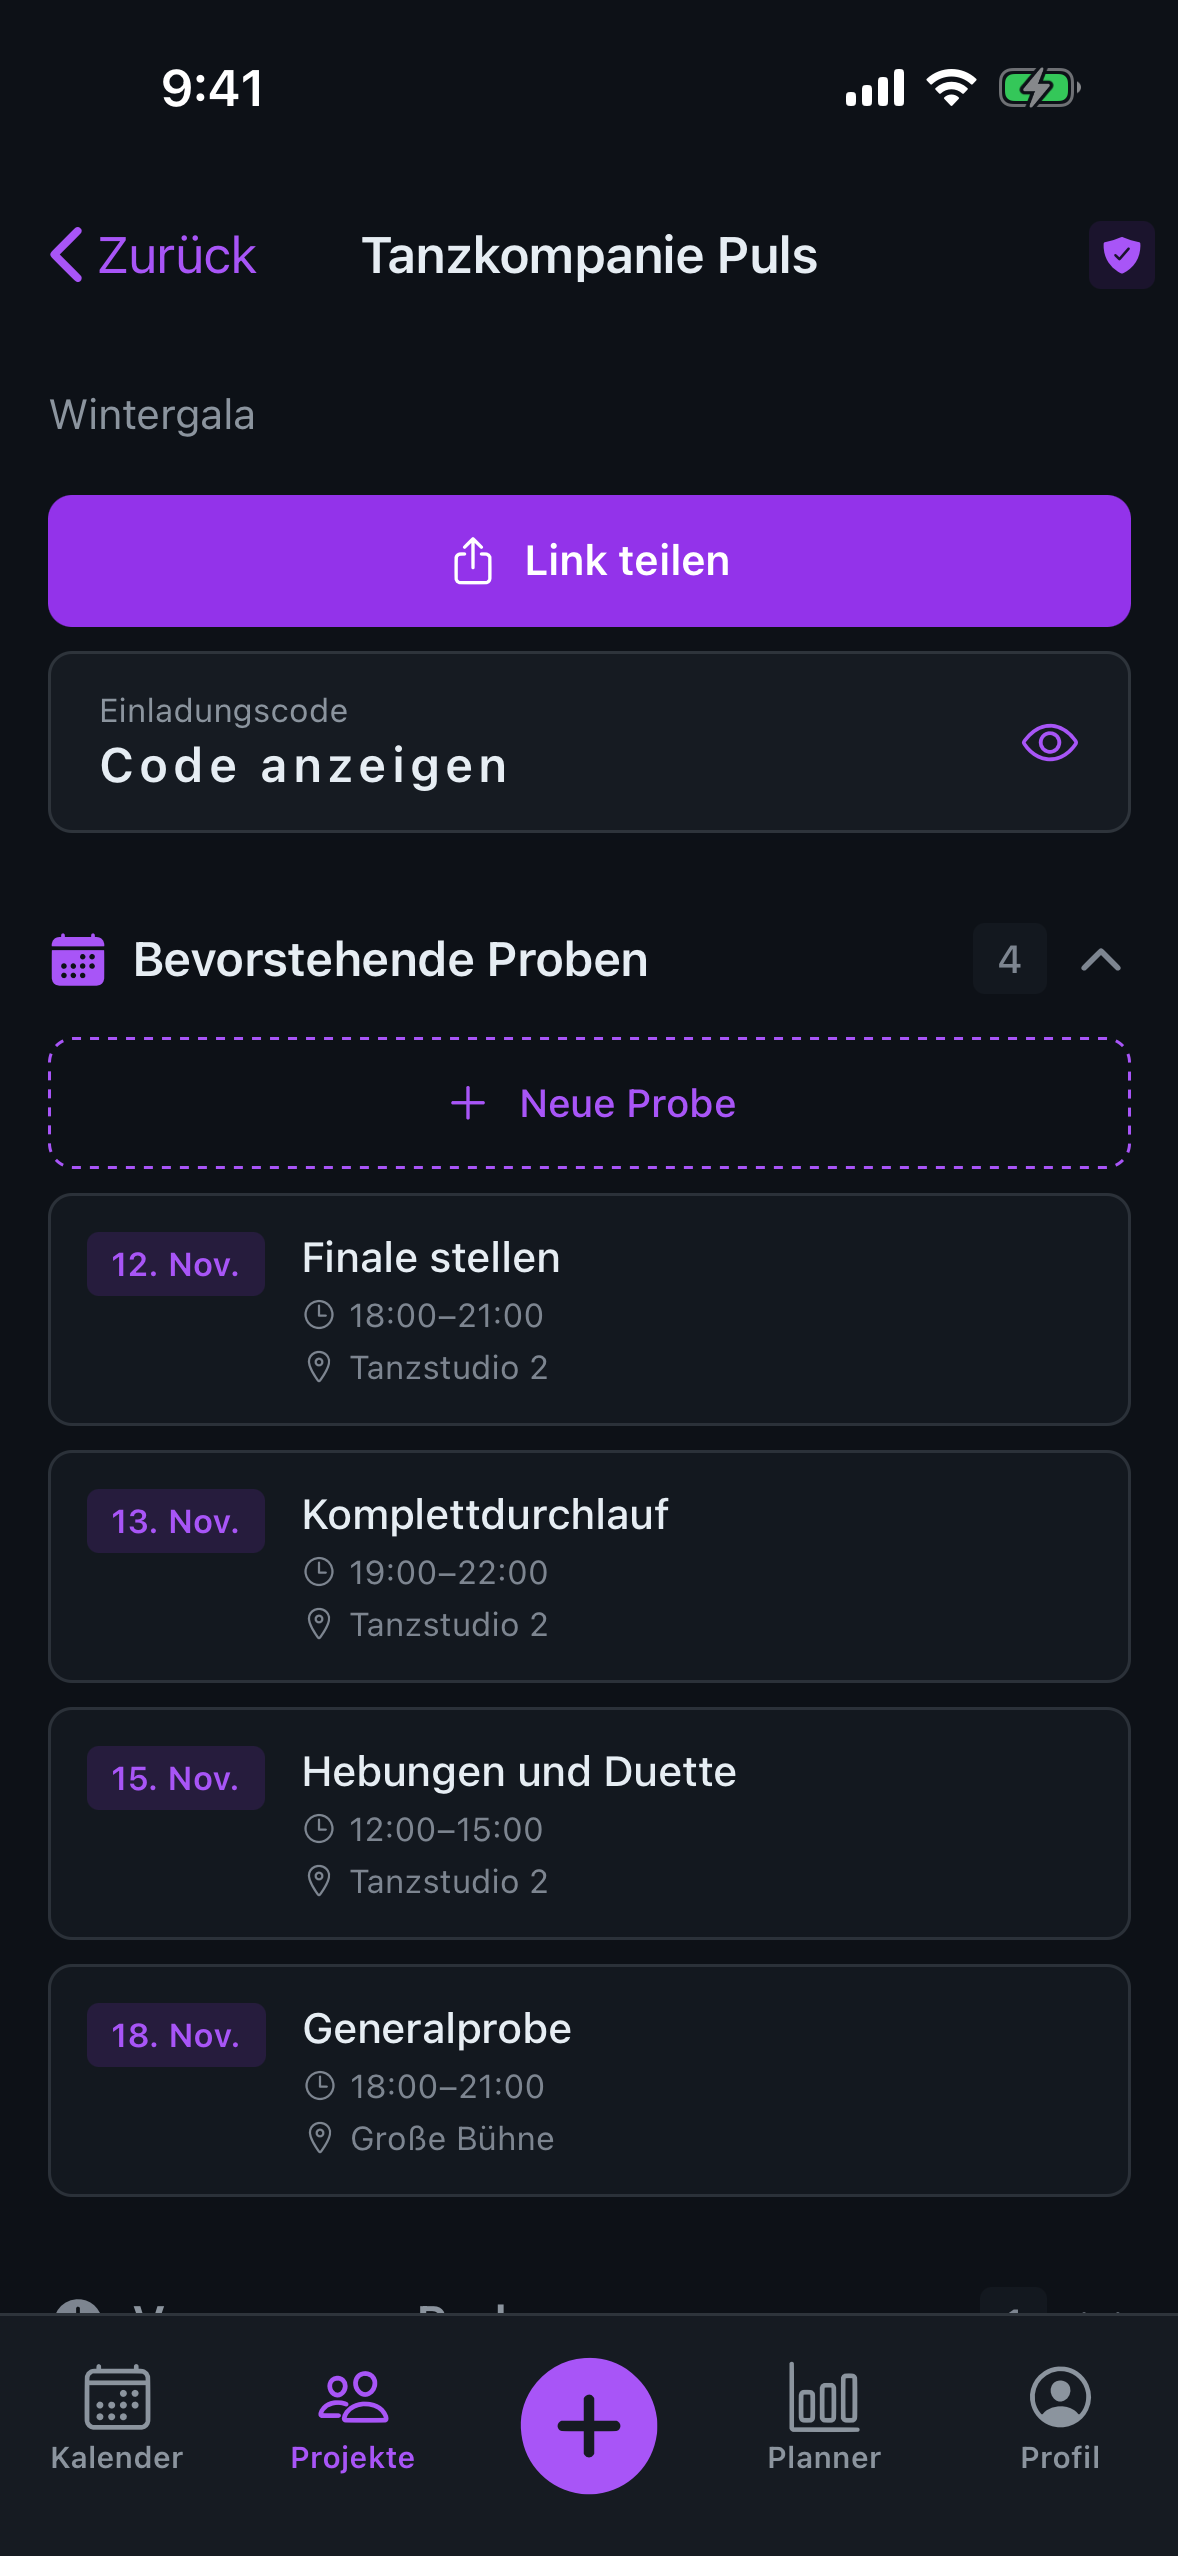 9:41
Zurück
Tanzkompanie Puls
Wintergala
Link teilen
Einladungscode
Code anzeigen
Bevorstehende Proben
4
Neue Probe
12. Nov.
Finale stellen
18:00–21:00
Tanzstudio 2
13. Nov.
Komplettdurchlauf
19:00–22:00
Tanzstudio 2
15. Nov.
Hebungen und Duette
12:00–15:00
Tanzstudio 2
18. Nov.
Generalprobe
18:00–21:00
Große Bühne
Kalender
Projekte
Planner
Profil